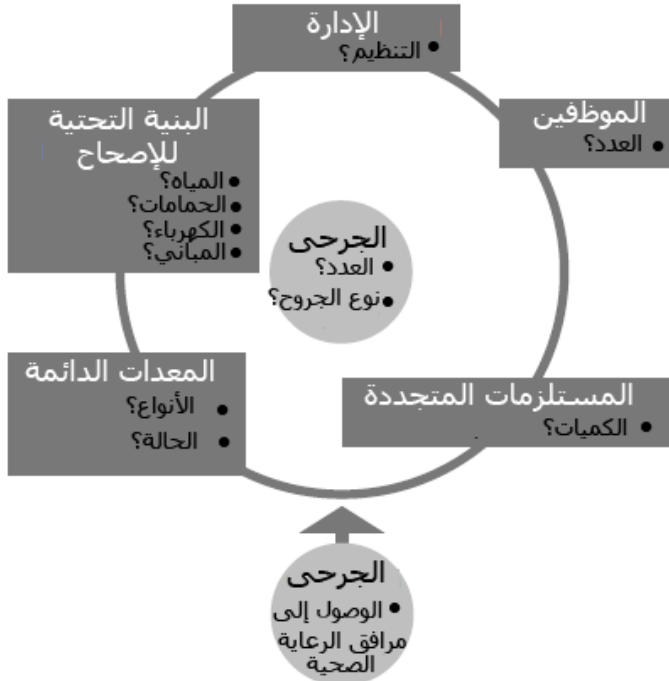 الإدارة
• التنظيم؟
الموظفين
• العدد؟
البنية التحتية
للإصحاح
• المياه؟
• الحمامات؟
• الكهرباء؟
• المباني؟
الجرحى
• العدد؟
• نوع الجروح؟
المستلزمات المتجددة
• الكميات؟
المعدات الدائمة
• الأنواع؟
• الحالة؟
الجرحى
• الوصول إلى
مرافق الرعاية
الصحية